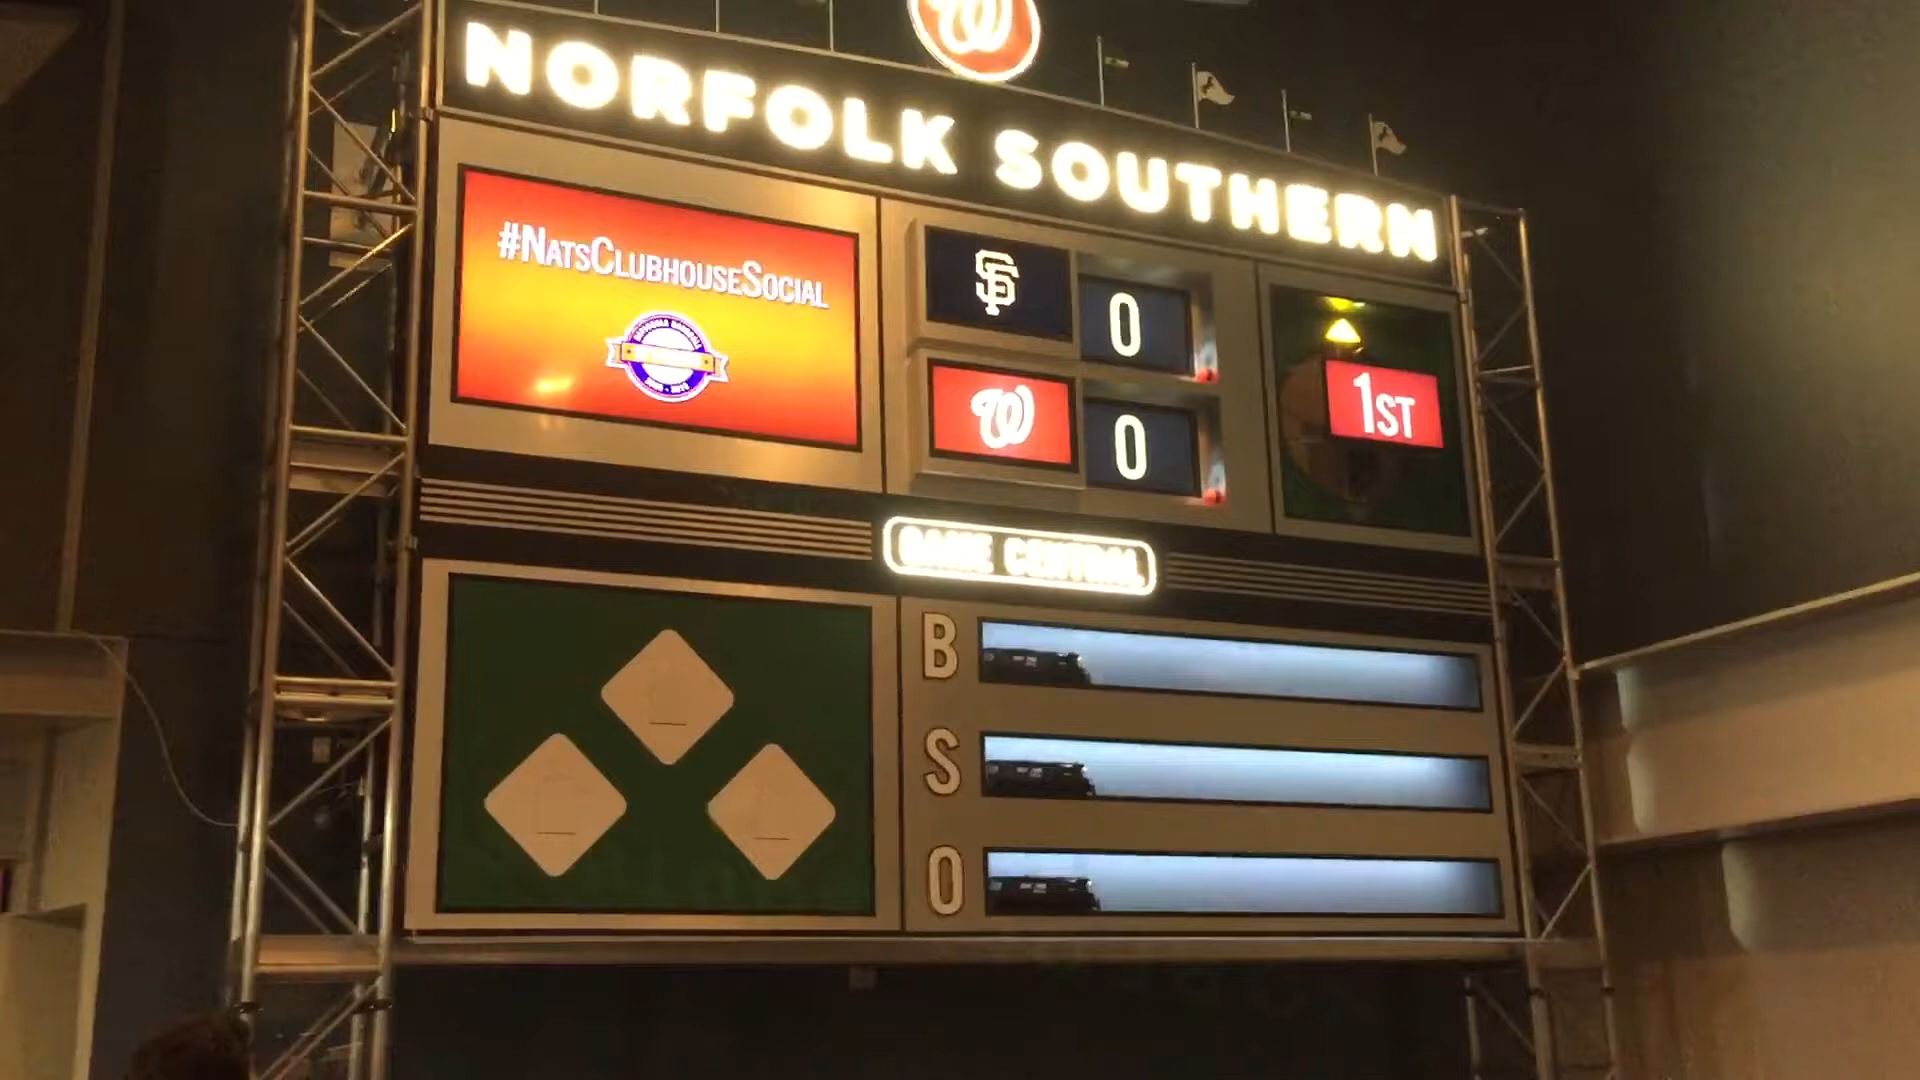 W
NORFOLK SOUTHERN
#NATSCLUBHOUSESOCIAL
SF
0
W
0
1ST
GAME CENTRAL
B
S
O